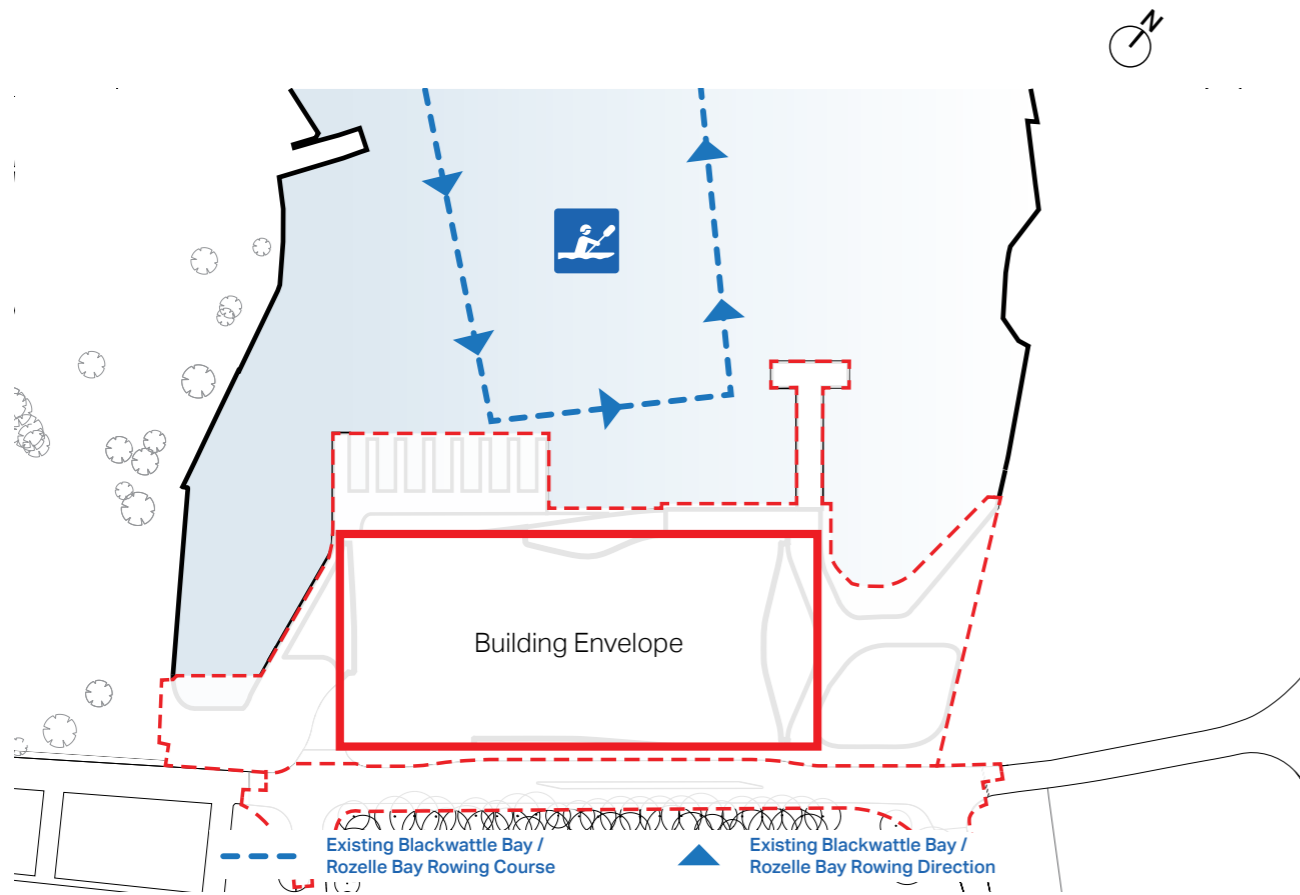 N
Building Envelope
Existing Blackwattle Bay /
Rozelle Bay Rowing Course
Existing Blackwattle Bay /
Rozelle Bay Rowing Direction